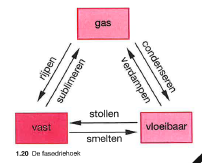 gas
rijpen
sublimeren
condenseren
verdampen
stollen
vast
vloeibaar
smelten
1.20 De fasedriehoek